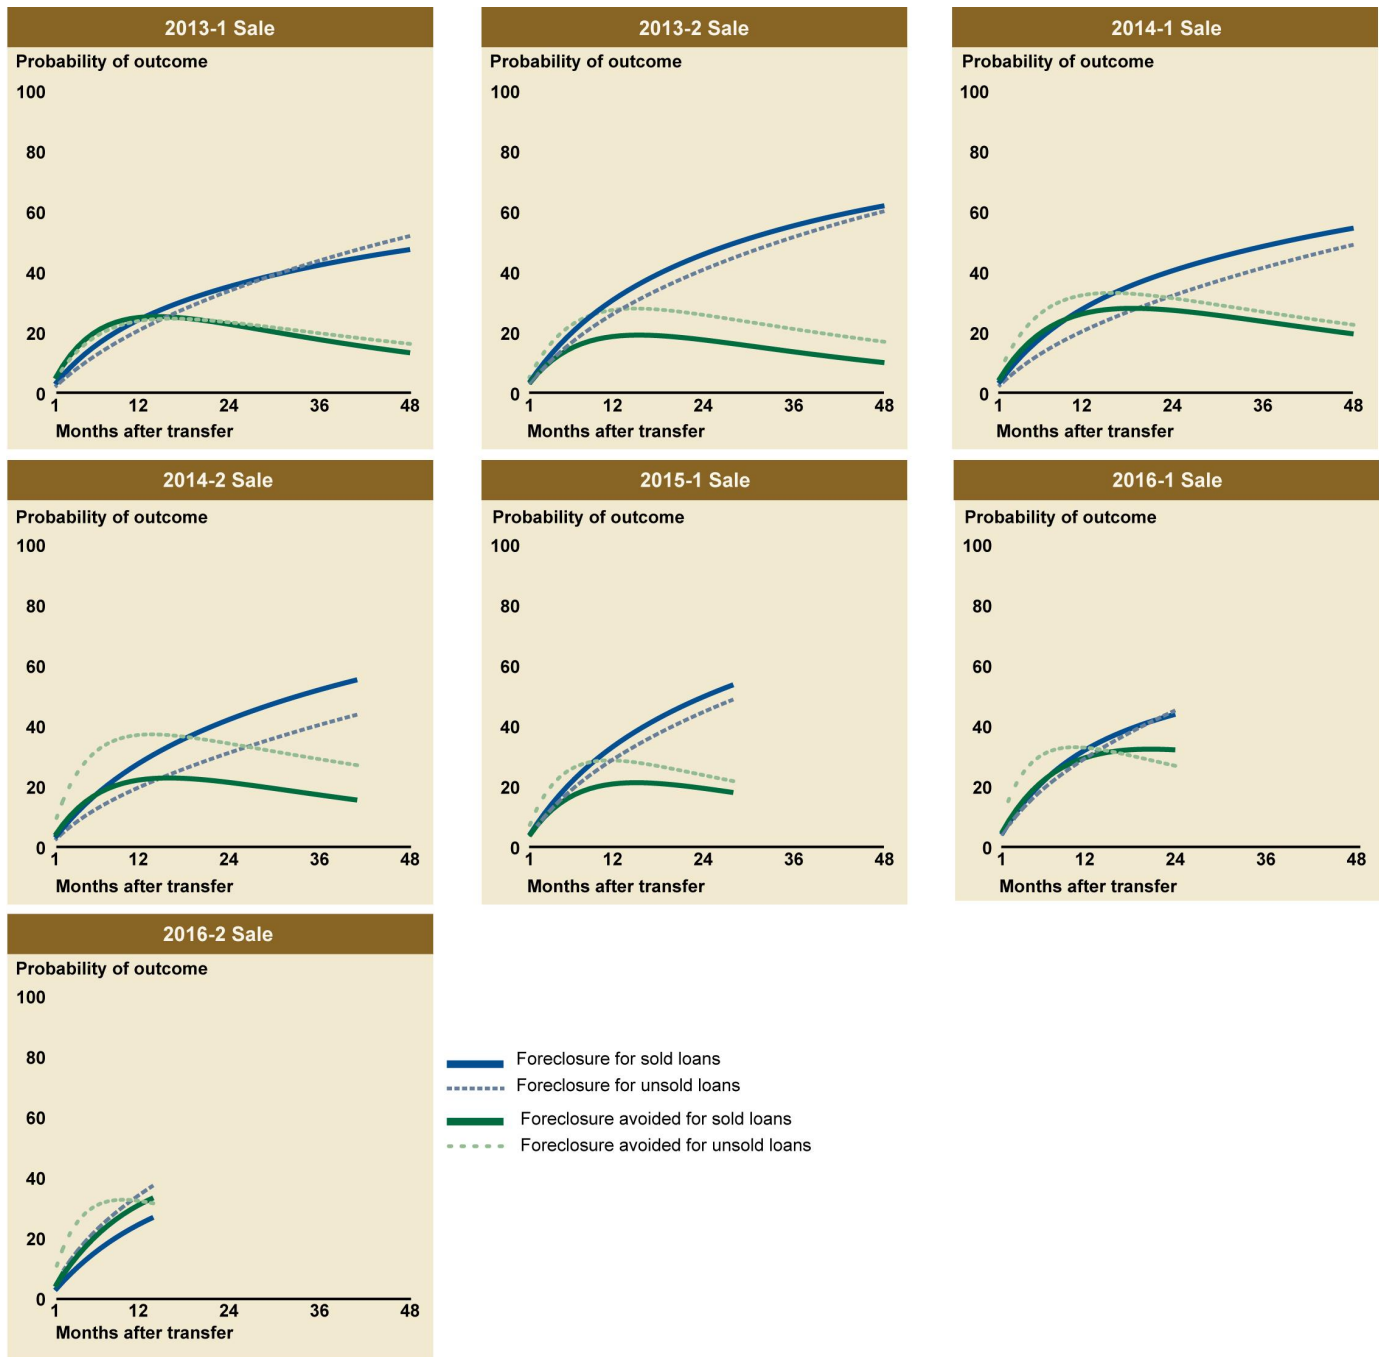 2013-1 Sale
Probability of outcome
100
80
60
40
20
0
1 12 24 36 48
Months after transfer
2013-2 Sale
Probability of outcome
100
80
60
40
20
0
1 12 24 36 48
Months after transfer
2014-1 Sale
Probability of outcome
100
80
60
40
20
0
1 12 24 36 48
Months after transfer
2014-2 Sale
Probability of outcome
100
80
60
40
20
0
1 12 24 36 48
Months after transfer
2015-1 Sale
Probability of outcome
100
80
60
40
20
0
1 12 24 36 48
Months after transfer
2016-1 Sale
Probability of outcome
100
80
60
40
20
0
1 12 24 36 48
Months after transfer
2016-2 Sale
Probability of outcome
100
80
60
40
20
0
1 12 24 36 48
Months after transfer
Foreclosure for sold loans
Foreclosure for unsold loans
Foreclosure avoided for sold loans
Foreclosure avoided for unsold loans